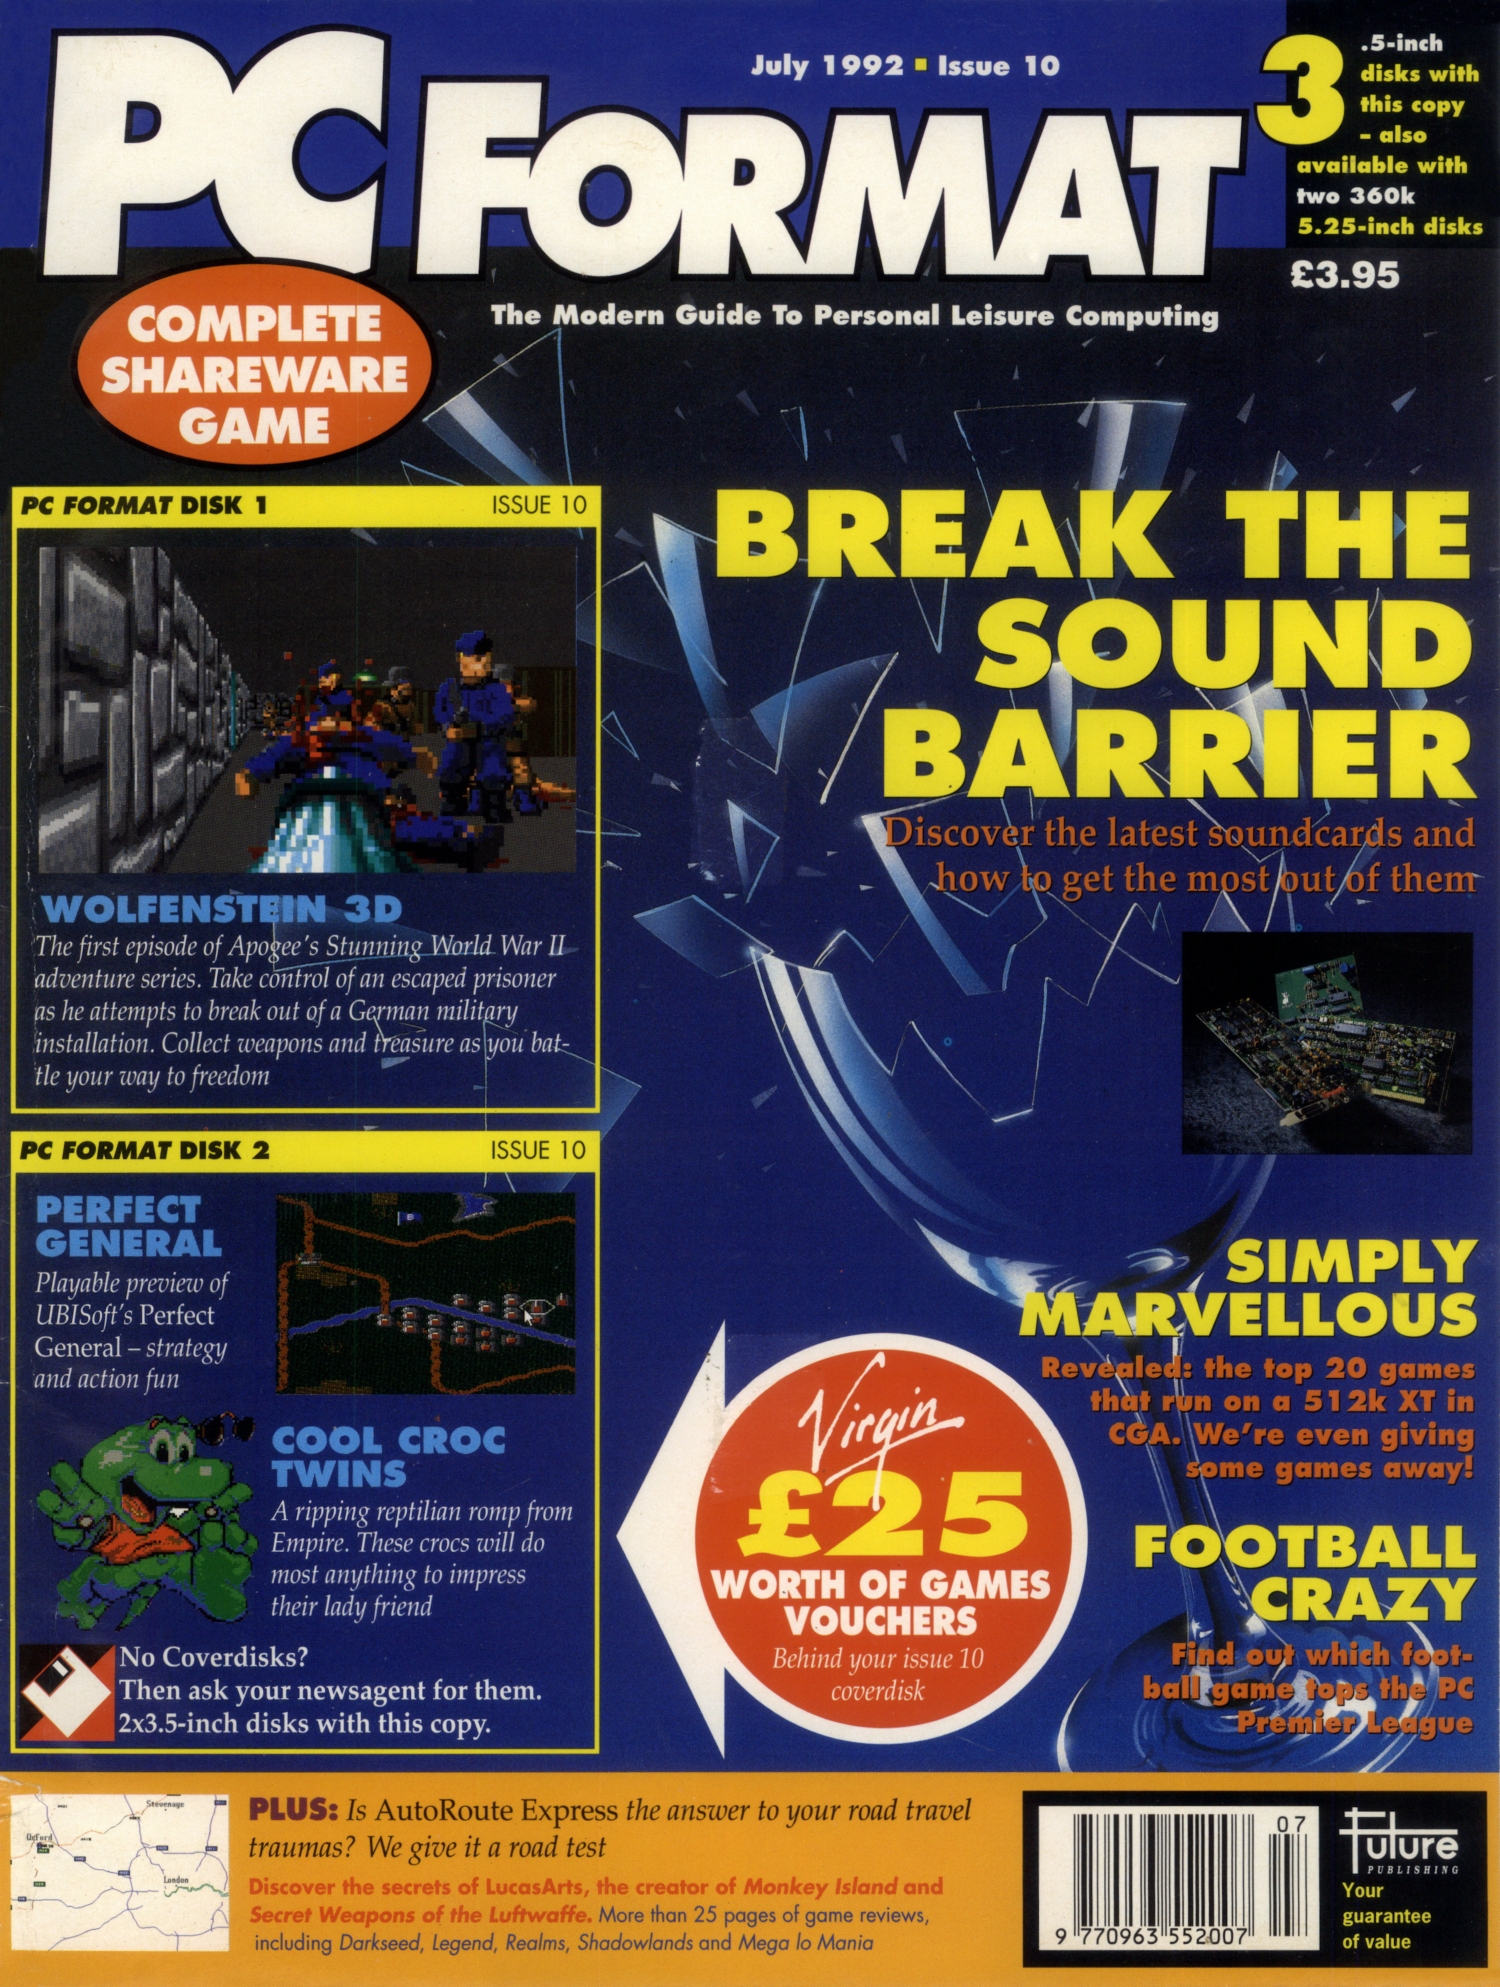 July 1992 ▪ Issue 10
PC FORMAT
3.5-inch
disks with
this copy
- also
available with
two 360k
5.25-inch disks
£3.95
The Modern Guide To Personal Leisure Computing
COMPLETE
SHAREWARE
GAME
PC FORMAT DISK 1 ISSUE 10
WOLFENSTEIN 3D
The first episode of Apogee's Stunning World War II
adventure series. Take control of an escaped prisoner
as he attempts to break out of a German military
installation. Collect weapons and treasure as you bat-
tle your way to freedom
PC FORMAT DISK 2 ISSUE 10
PERFECT
GENERAL
Playable preview of
UBISoft's Perfect
General – strategy
and action fun
COOL CROC
TWINS
A ripping reptilian romp from
Empire. These crocs will do
most anything to impress
their lady friend
No Coverdisks?
Then ask your newsagent for them.
2x3.5-inch disks with this copy.
BREAK THE
SOUND
BARRIER
Discover the latest soundcards and
how to get the most out of them
SIMPLY
MARVELLOUS
Revealed: the top 20 games
that run on a 512k XT in
CGA. We're even giving
some games away!
FOOTBALL
CRAZY
Find out which foot-
ball game tops the PC
Premier League
Virgin
£25
WORTH OF GAMES
VOUCHERS
Behind your issue 10
coverdisk
Stevenage
Oxford
London
PLUS: Is AutoRoute Express the answer to your road travel
traumas? We give it a road test
Discover the secrets of LucasArts, the creator of Monkey Island and
Secret Weapons of the Luftwaffe. More than 25 pages of game reviews,
including Darkseed, Legend, Realms, Shadowlands and Mega lo Mania
07
9 770963 552007
Future
PUBLISHING
Your
guarantee
of value